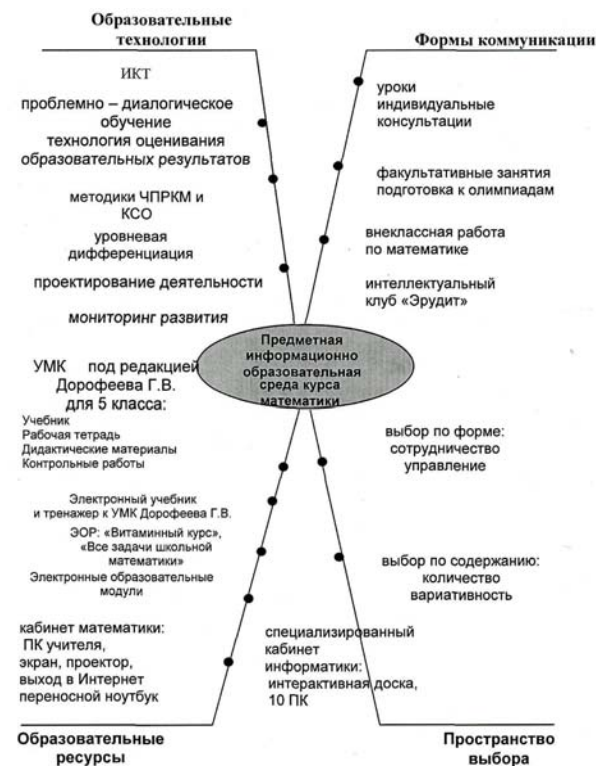 Образовательные
технологии
ИКТ
проблемно – диалогическое
обучение
технология оценивания
образовательных результатов
методики ЧПРКМ и
КСО
уровневая
дифференциация
проектирование деятельности
мониторинг развития
Формы коммуникации
уроки
индивидуальные
консультации
факультативные занятия
подготовка к олимпиадам
внеклассная работа
по математике
интеллектуальный
клуб «Эрудит»
Предметная
информационно
образовательная
среда курса
математики
УМК под редакцией
Дорофеева Г.В.
для 5 класса:
Учебник
Рабочая тетрадь
Дидактические материалы
Контрольные работы
Электронный учебник
и тренажер к УМК Дорофеева Г.В.
ЭОР: «Витаминный курс»,
«Все задачи школьной
математики»
Электронные образовательные
модули
кабинет математики:
ПК учителя,
экран, проектор,
выход в Интернет
переносной ноутбук
специализированный
кабинет
информатики:
интерактивная доска,
10 ПК
Образовательные
ресурсы
выбор по форме:
сотрудничество
управление
выбор по содержанию:
количество
вариативность
Пространство
выбора